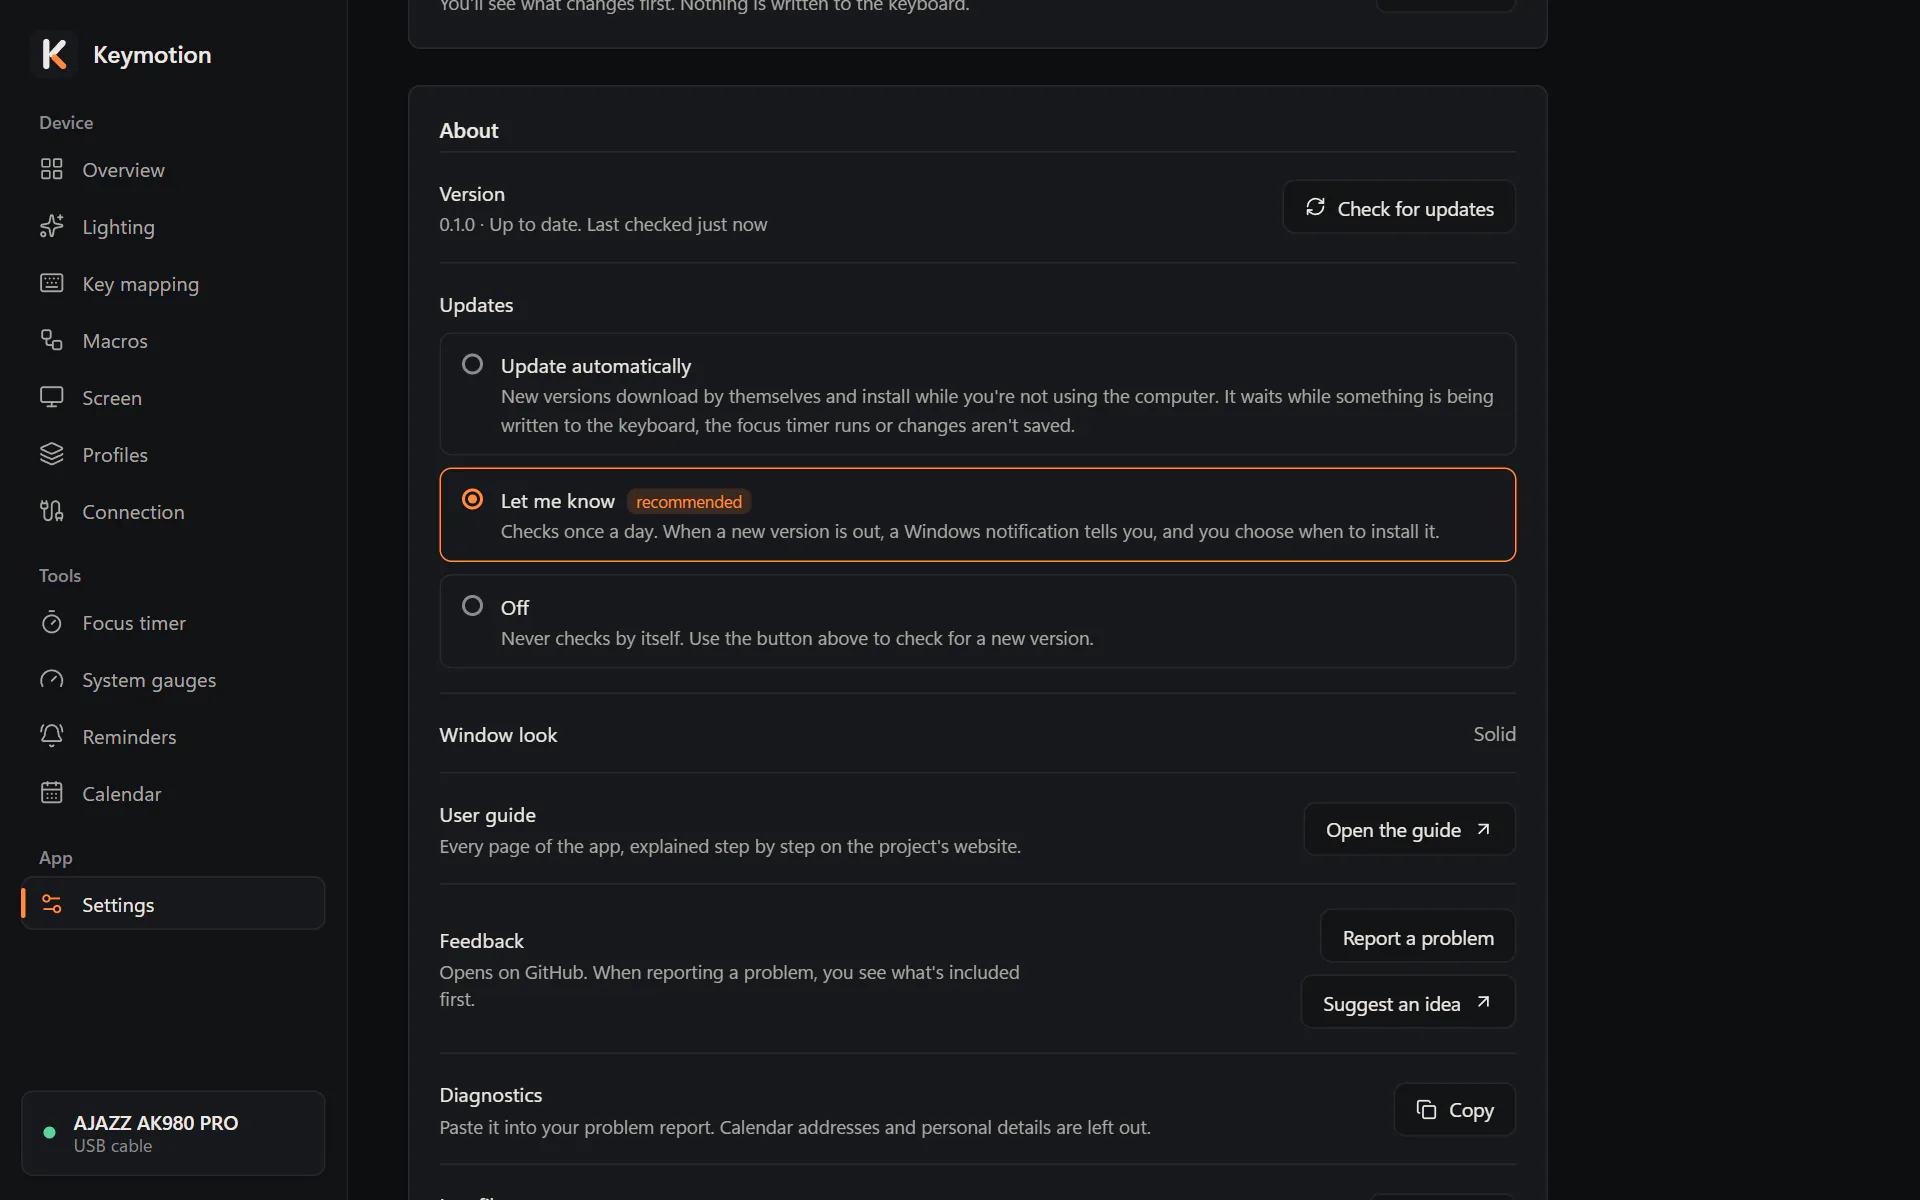 You'll see what changes first. Nothing is written to the keyboard.
Keymotion
Device
Overview
Lighting
Key mapping
Macros
Screen
Profiles
Connection
Tools
Focus timer
System gauges
Reminders
Calendar
App
Settings
AJAZZ AK980 PRO
USB cable
About
Version
0.1.0 · Up to date. Last checked just now
Check for updates
Updates
Update automatically
New versions download by themselves and install while you're not using the computer. It waits while something is being
written to the keyboard, the focus timer runs or changes aren't saved.
Let me know recommended
Checks once a day. When a new version is out, a Windows notification tells you, and you choose when to install it.
Off
Never checks by itself. Use the button above to check for a new version.
Window look
Solid
User guide
Every page of the app, explained step by step on the project's website.
Open the guide
Feedback
Opens on GitHub. When reporting a problem, you see what's included
first.
Report a problem
Suggest an idea
Diagnostics
Paste it into your problem report. Calendar addresses and personal details are left out.
Copy